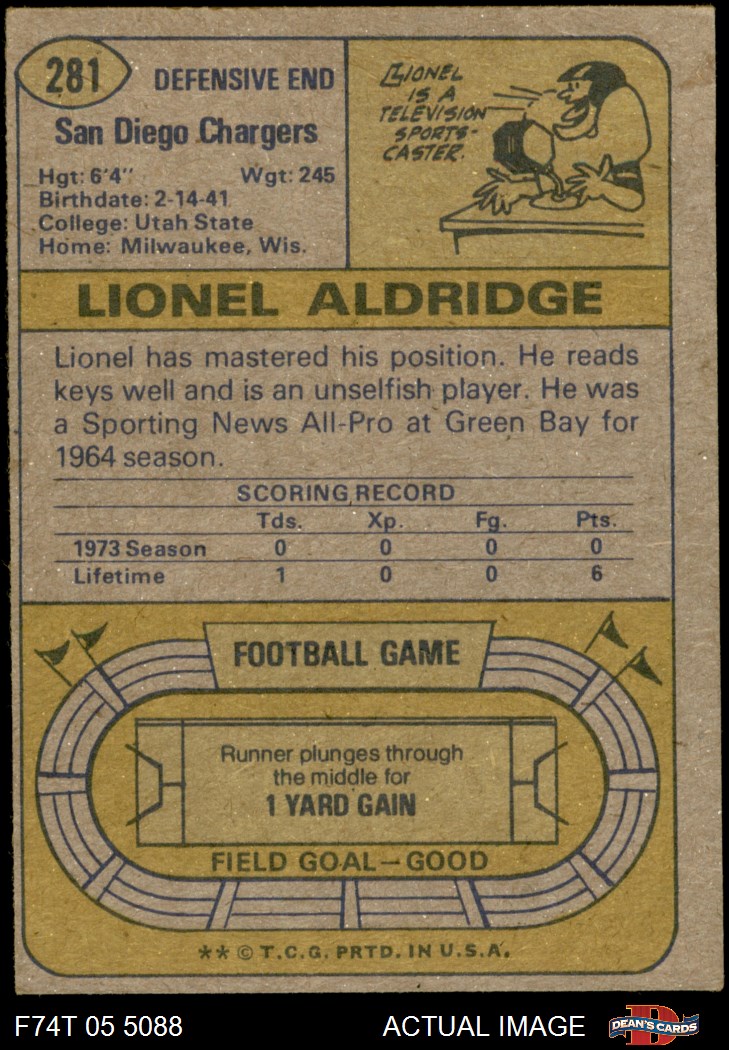 281
DEFENSIVE END
San Diego Chargers
Hgt: 6'4" Wgt: 245
Birthdate: 2-14-41
College: Utah State
Home: Milwaukee, Wis.
LIONEL
IS A
TELEVISION
SPORTS-
CASTER.
LIONEL ALDRIDGE
Lionel has mastered his position. He reads
keys well and is an unselfish player. He was
a Sporting News All-Pro at Green Bay for
1964 season.
SCORING RECORD
Tds. Xp. Fg. Pts.
1973 Season 0 0 0 0
Lifetime 1 0 0 6
FOOTBALL GAME
Runner plunges through
the middle for
1 YARD GAIN
FIELD GOAL—GOOD
** © T.C.G. PRTD. IN U.S.A.
F74T 05 5088 ACTUAL IMAGE
D
DEAN'S CARDS